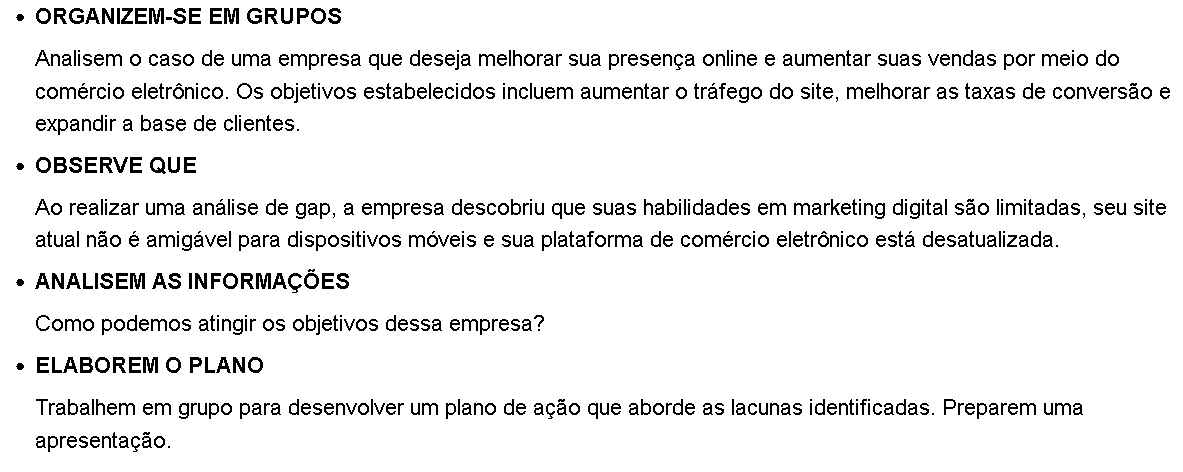 • ORGANIZEM-SE EM GRUPOS
Analisem o caso de uma empresa que deseja melhorar sua presença online e aumentar suas vendas por meio do
comércio eletrônico. Os objetivos estabelecidos incluem aumentar o tráfego do site, melhorar as taxas de conversão e
expandir a base de clientes.
• OBSERVE QUE
Ao realizar uma análise de gap, a empresa descobriu que suas habilidades em marketing digital são limitadas, seu site
atual não é amigável para dispositivos móveis e sua plataforma de comércio eletrônico está desatualizada.
• ANALISEM AS INFORMAÇÕES
Como podemos atingir os objetivos dessa empresa?
• ELABOREM O PLANO
Trabalhem em grupo para desenvolver um plano de ação que aborde as lacunas identificadas. Preparem uma
apresentação.